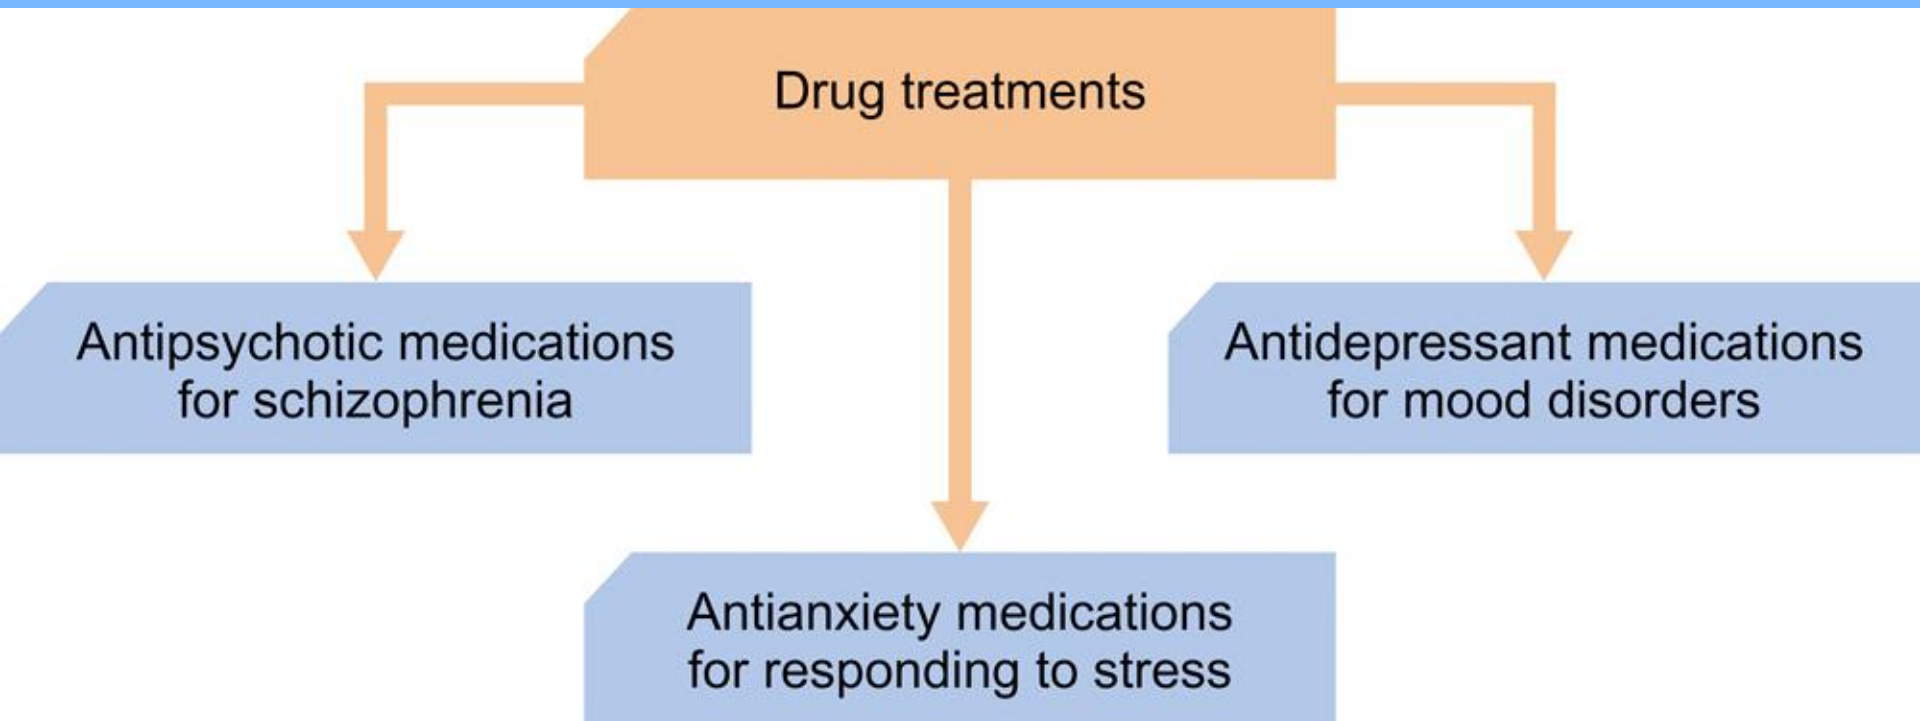 Drug treatments
Antipsychotic medications
for schizophrenia
Antidepressant medications
for mood disorders
Antianxiety medications
for responding to stress